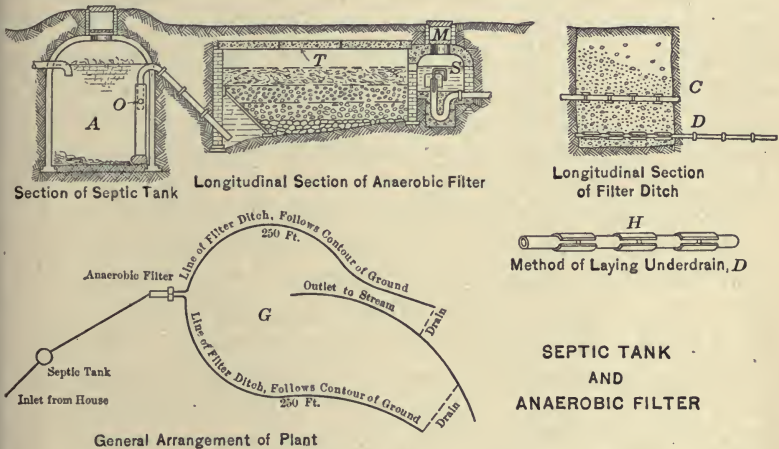 M
T
S
O
A
C
D
Section of Septic Tank
Longitudinal Section of Anaerobic Filter
Longitudinal Section
of Filter Ditch
H
Method of Laying Underdrain, D
Line of Filter Ditch, Follows Contour of Ground
250 Ft.
Anaerobic Filter
Outlet to Stream
G
Drain
Septic Tank
Inlet from House
Line of Filter Ditch, Follows Contour of Ground
250 Ft.
Drain
SEPTIC TANK
AND
ANAEROBIC FILTER
General Arrangement of Plant